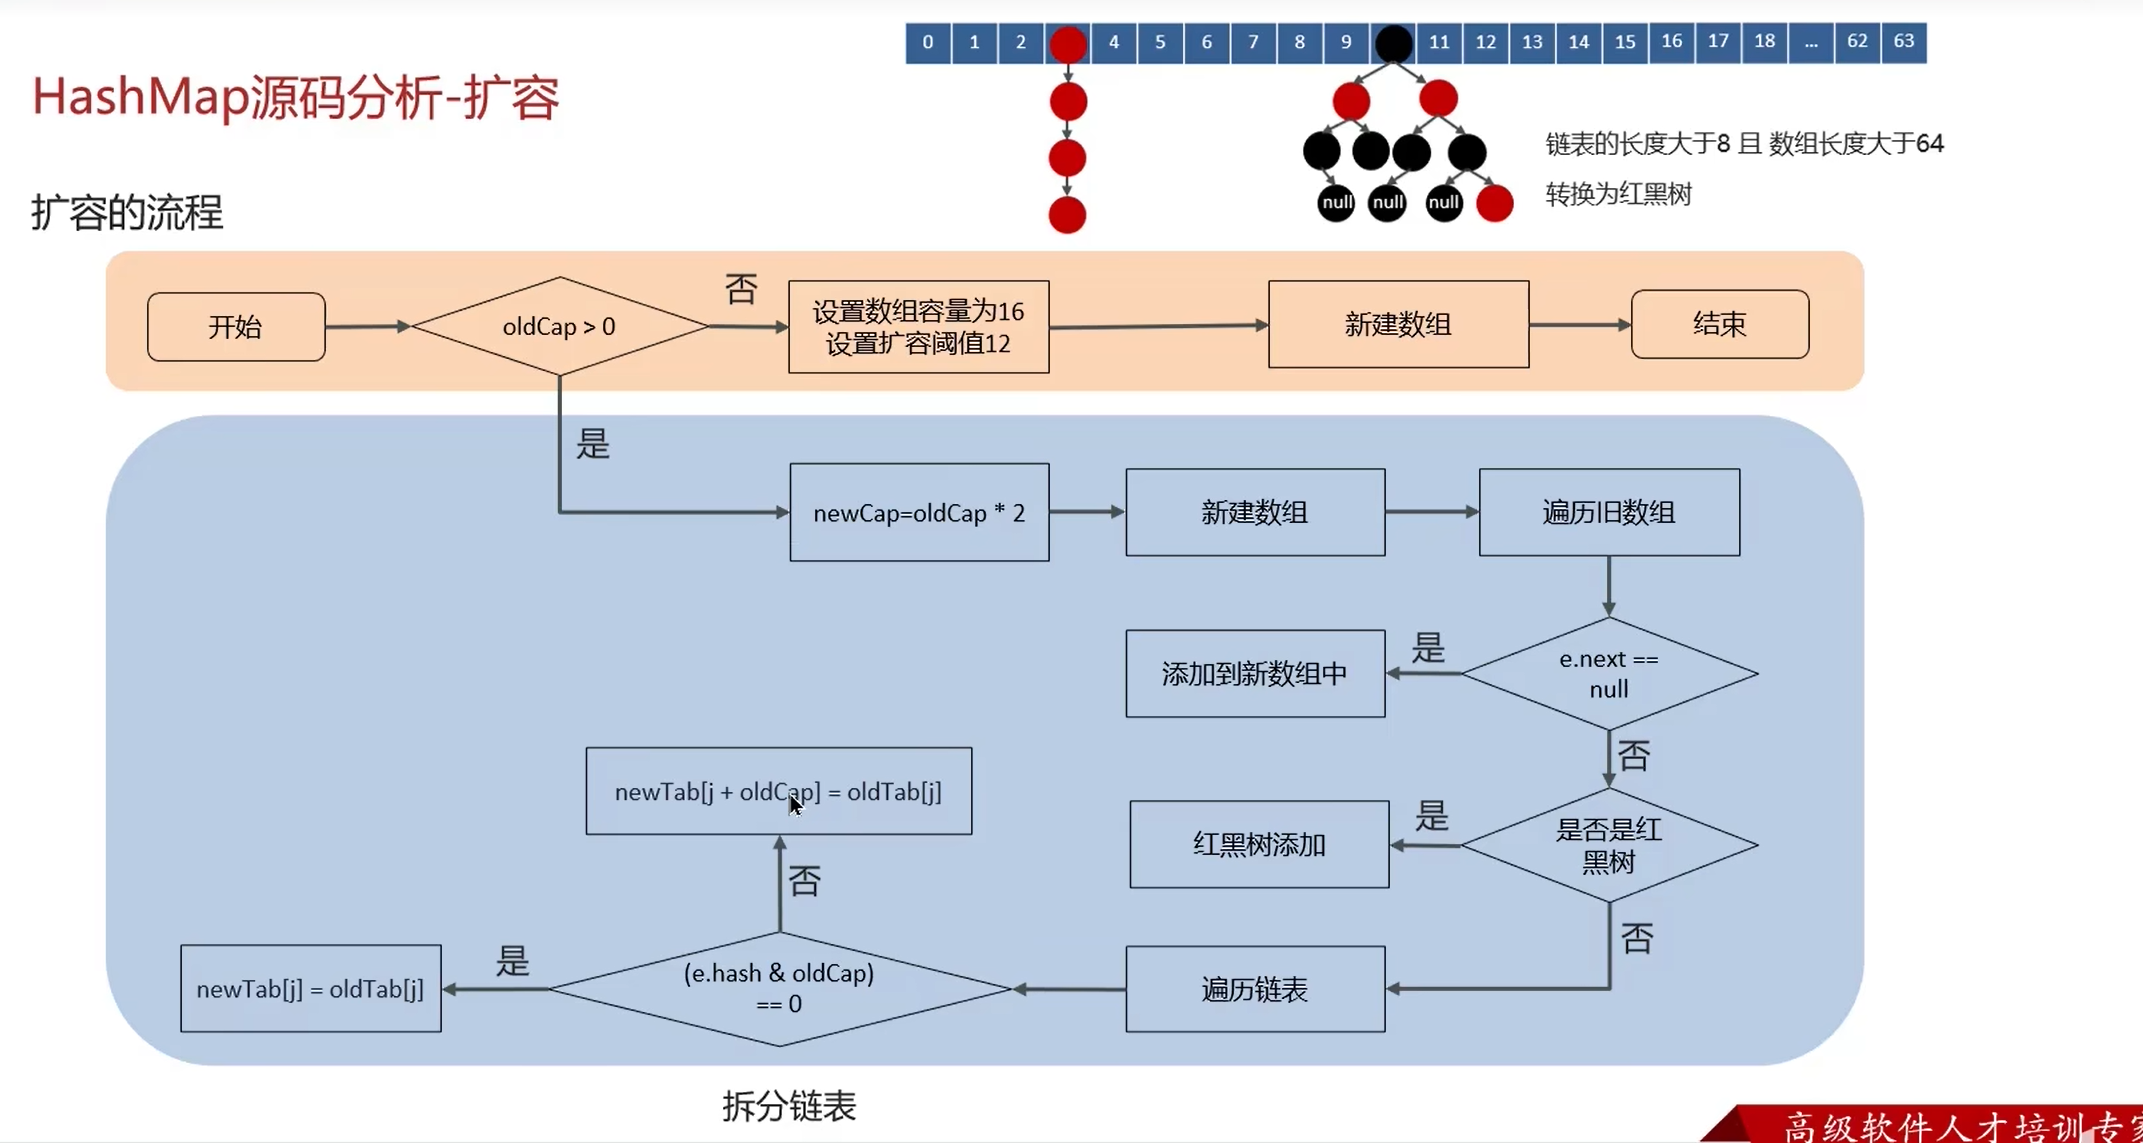 0 1 2 4 5 6 7 8 9 11 12 13 14 15 16 17 18 ... 62 63
HashMap源码分析-扩容
链表的长度大于8 且 数组长度大于64
转换为红黑树
null null null
扩容的流程
开始
oldCap > 0
否
设置数组容量为16
设置扩容阈值12
新建数组
结束
是
newCap=oldCap * 2
新建数组
遍历旧数组
e.next ==
null
是
添加到新数组中
否
是否是红
黑树
是
红黑树添加
否
遍历链表
(e.hash & oldCap)
== 0
否
newTab[j + oldCap] = oldTab[j]
是
newTab[j] = oldTab[j]
拆分链表
高级软件人才培训专家